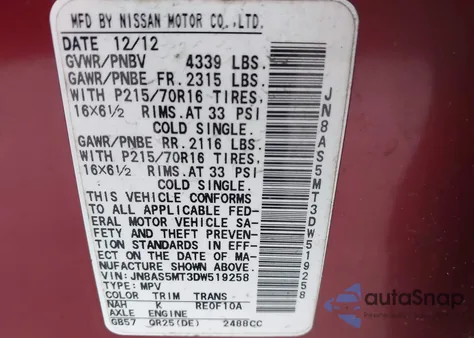 MFD BY NISSAN MOTOR CO.,LTD.
DATE 12/12
GVWR/PNBV 4339 LBS.
GAWR/PNBE FR. 2315 LBS.
WITH P215/70R16 TIRES.
16X6½ RIMS.AT 33 PSI
COLD SINGLE.
GAWR/PNBE RR. 2116 LBS.
WITH P215/70R16 TIRES.
16X6½ RIMS.AT 33 PSI
COLD SINGLE.
THIS VEHICLE CONFORMS
TO ALL APPLICABLE FED-
ERAL MOTOR VEHICLE SA-
FETY AND THEFT PREVENTION
STANDARDS IN EFF-
ECT ON THE DATE OF MA-
NUFACTURE SHOWN ABOVE
VIN: JN8AS5MT3DW519258
TYPE: MPV
COLOR TRIM TRANS
NAH K RE0F10A
AXLE ENGINE
GB57 QR25(DE) 2488CC
JN8AS5MT3DW519258
autoSnap